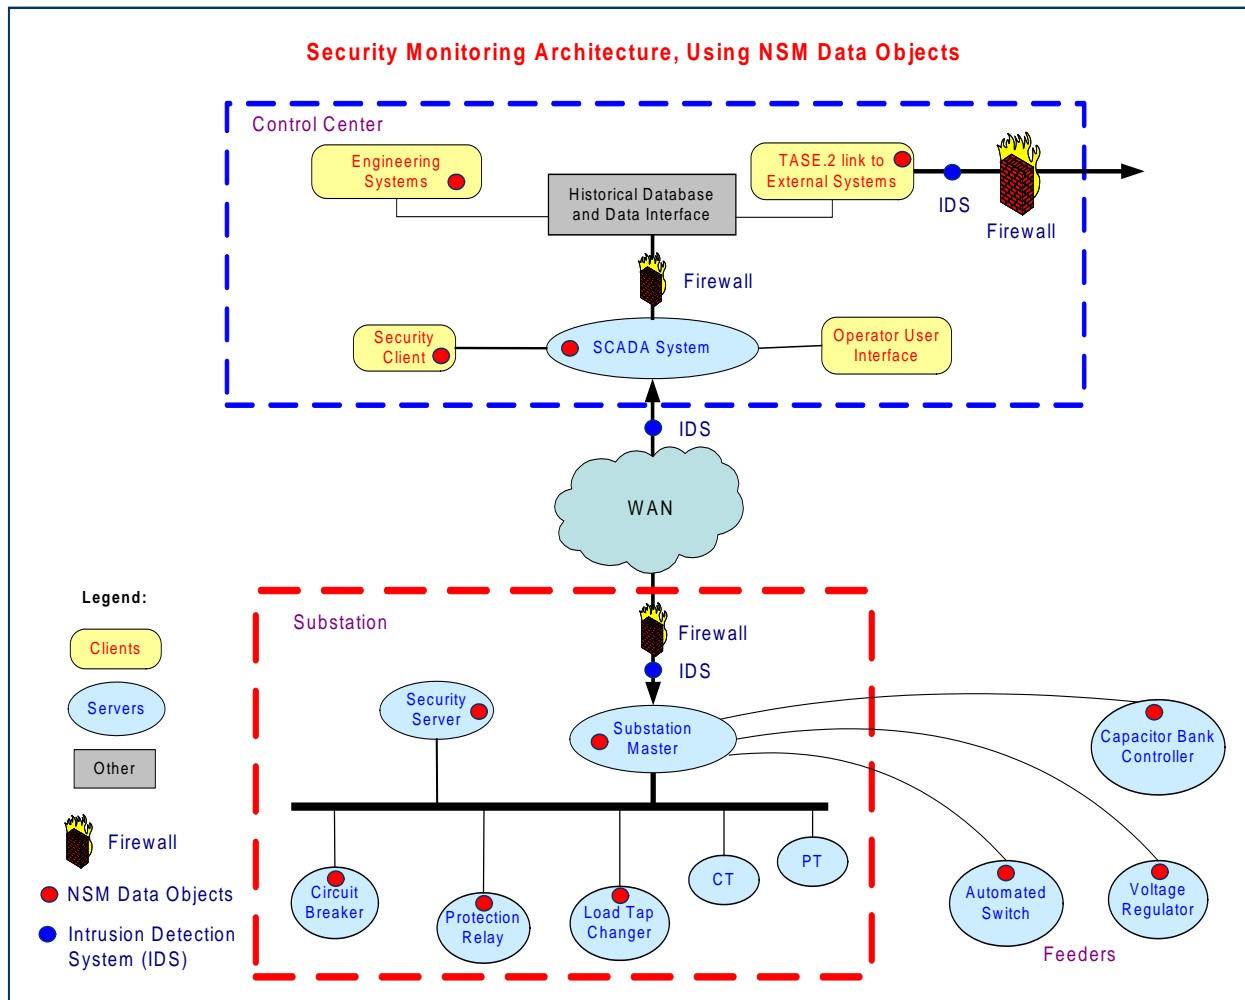 Security Monitoring Architecture, Using NSM Data Objects
Control Center
Engineering
Systems
TASE.2 link to
External Systems
Historical Database
and Data Interface
IDS
Firewall
Firewall
Security
Client
SCADA System
Operator User
Interface
IDS
WAN
Legend:
Clients
Servers
Other
Firewall
NSM Data Objects
Intrusion Detection
System (IDS)
Substation
Firewall
IDS
Security
Server
Substation
Master
Capacitor Bank
Controller
Circuit
Breaker
Protection
Relay
Load Tap
Changer
CT
PT
Automated
Switch
Voltage
Regulator
Feeders